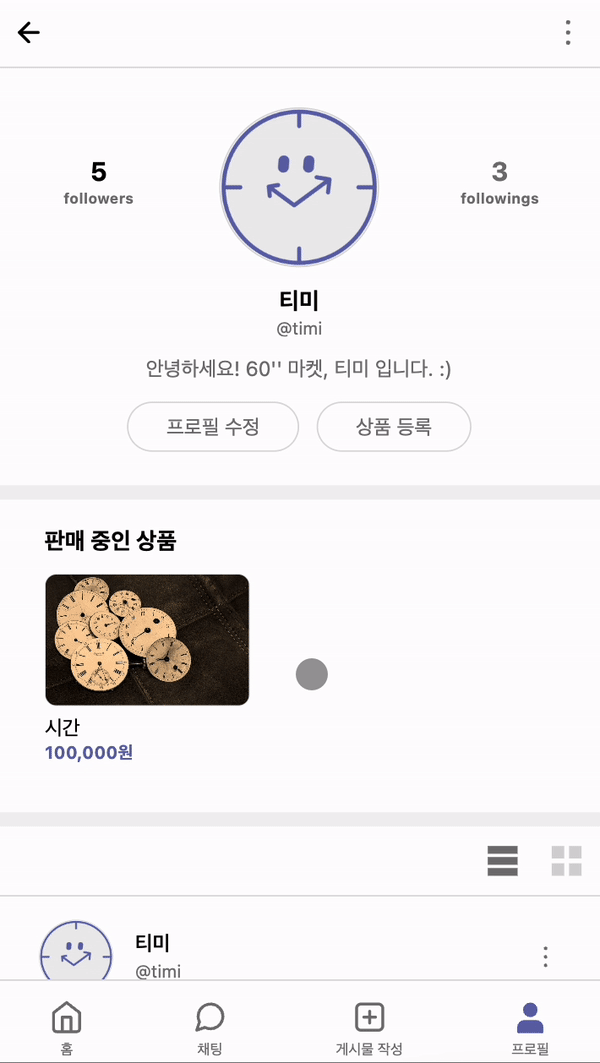 5
followers
3
followings
티미
@timi
안녕하세요! 60'' 마켓, 티미 입니다. :)
프로필 수정
상품 등록
판매 중인 상품
시간
100,000원
티미
@timi
홈
채팅
게시물 작성
프로필